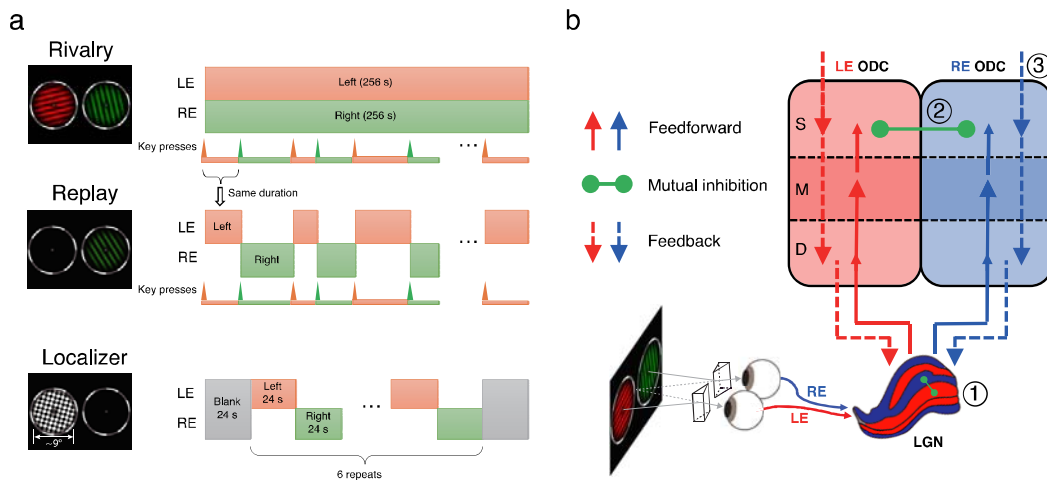 a
Rivalry
LE
Left (256 s)
RE
Right (256 s)
Key presses
...
Same duration
Replay
LE
Left
...
RE
Right
Key presses
Localizer
~9°
LE
RE
Blank
24 s
Left
24 s
Right
24 s
...
6 repeats
b
Feedforward
Mutual inhibition
Feedback
LE ODC
RE ODC
③
②
S
M
D
RE
LE
①
LGN